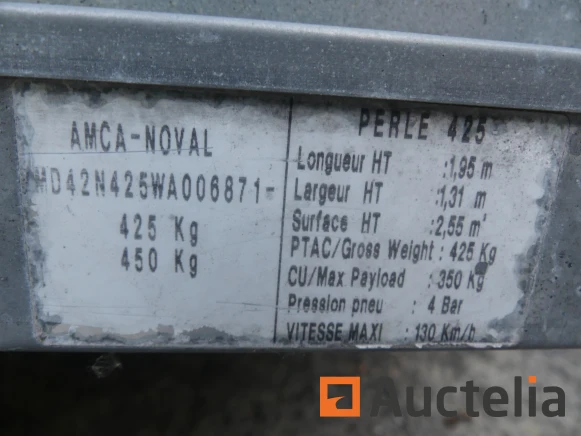 AMCA-NOVAL
HD42N425WA006871-
425 Kg
450 Kg
PERLE 425
Longueur HT :1,95 m
Largeur HT :1,31 m
Surface HT :2,55 m²
PTAC/Gross Weight : 425 Kg
CU/Max. Payload : 350 Kg
Pression pneu : 4 Bar
VITESSE MAXI : 130 Km/h
Auctelia